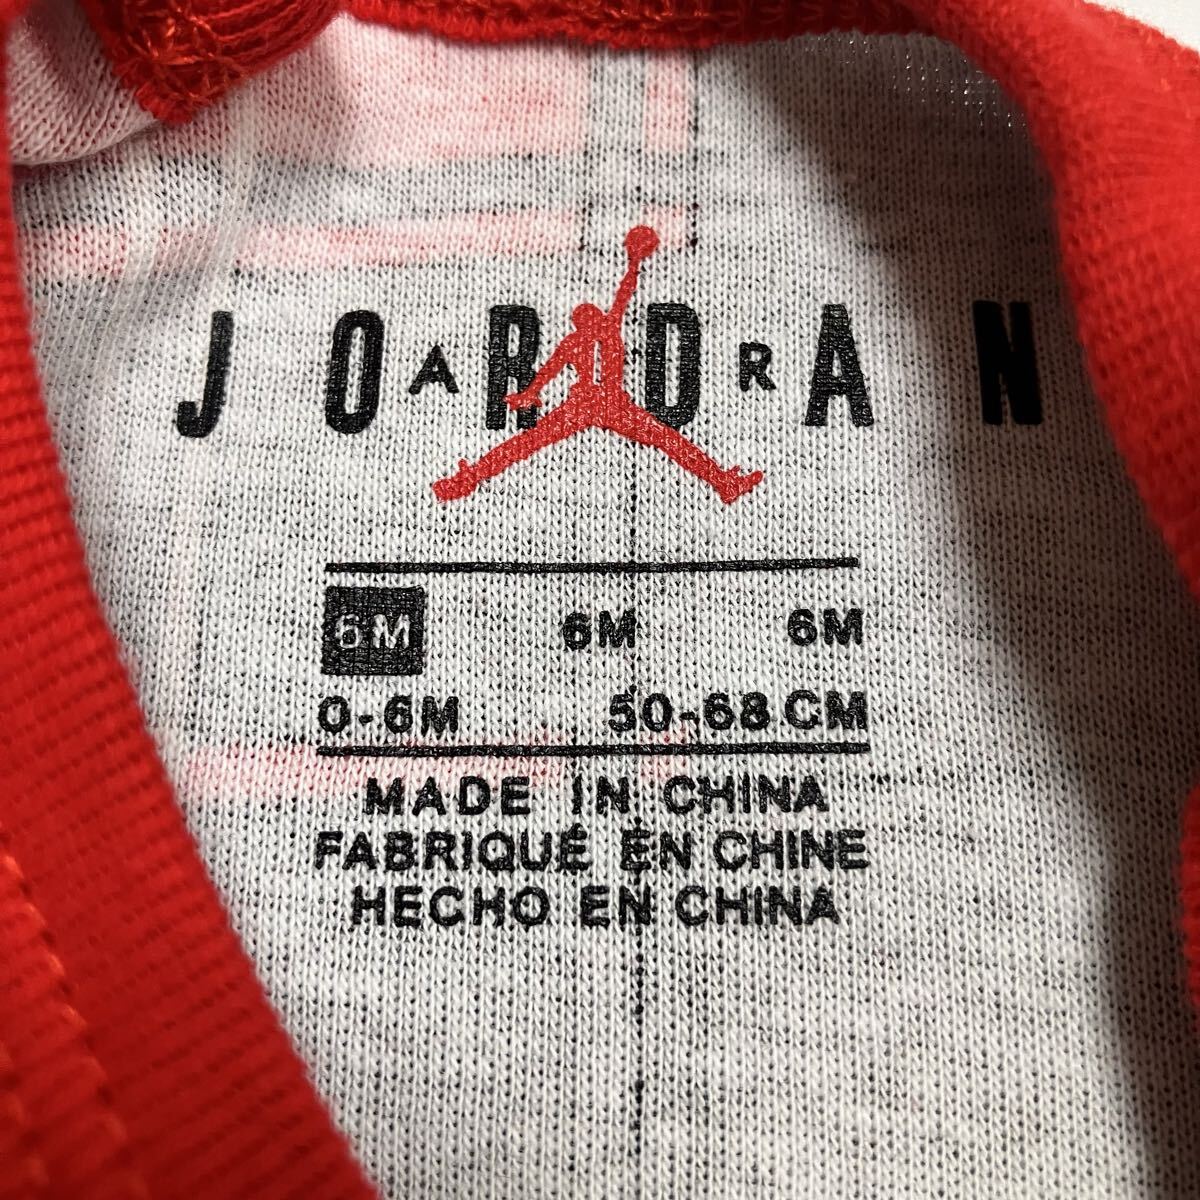 JORDAN
AIR
6M 6M 6M
0-6M 50-68 CM
MADE IN CHINA
FABRIQUÉ EN CHINE
HECHO EN CHINA